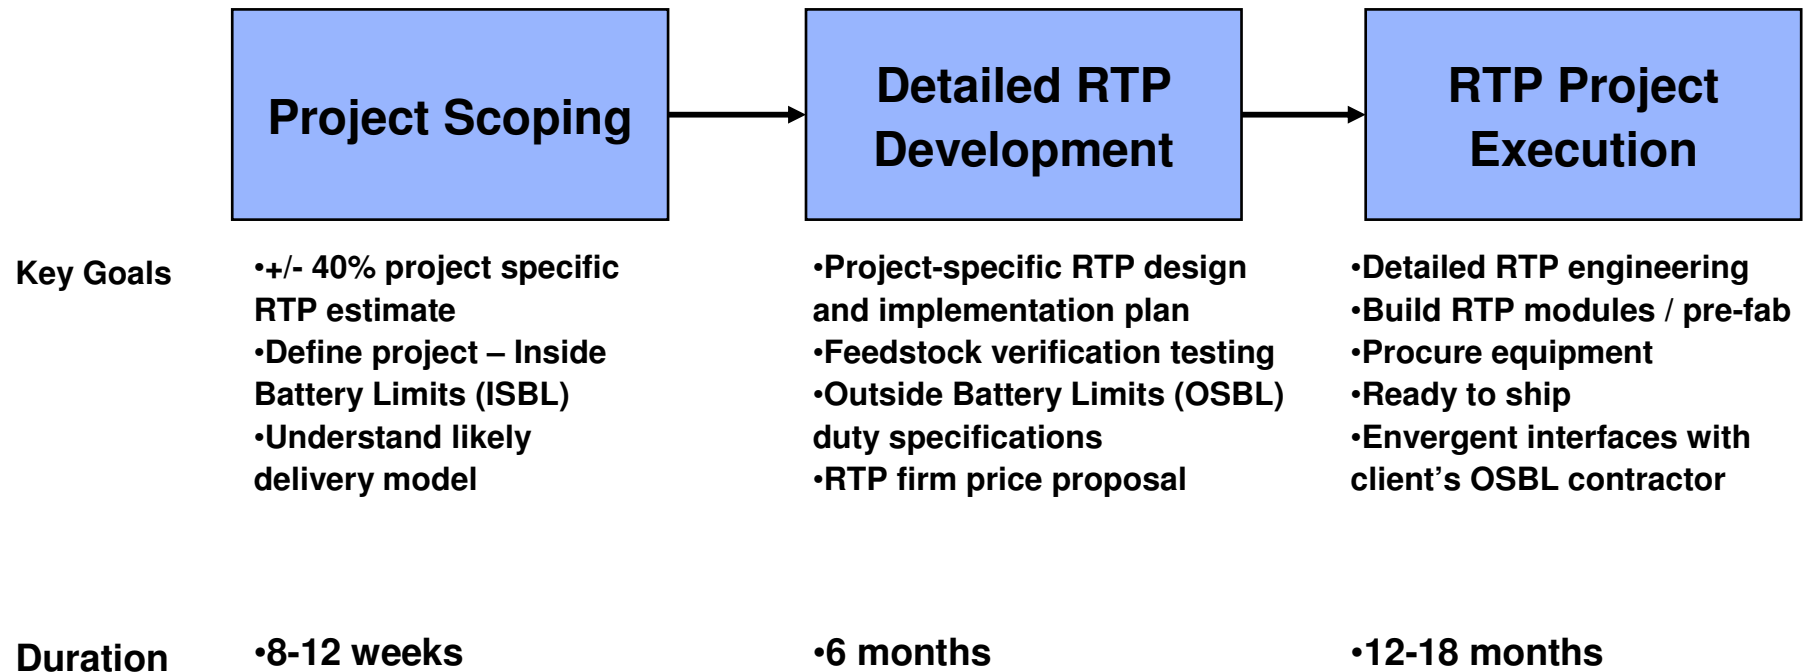 Project Scoping
Detailed RTP
Development
RTP Project
Execution
Key Goals
•+/- 40% project specific
RTP estimate
•Define project – Inside
Battery Limits (ISBL)
•Understand likely
delivery model
•Project-specific RTP design
and implementation plan
•Feedstock verification testing
•Outside Battery Limits (OSBL)
duty specifications
•RTP firm price proposal
•Detailed RTP engineering
•Build RTP modules / pre-fab
•Procure equipment
•Ready to ship
•Envergent interfaces with
client’s OSBL contractor
Duration
•8-12 weeks
•6 months
•12-18 months